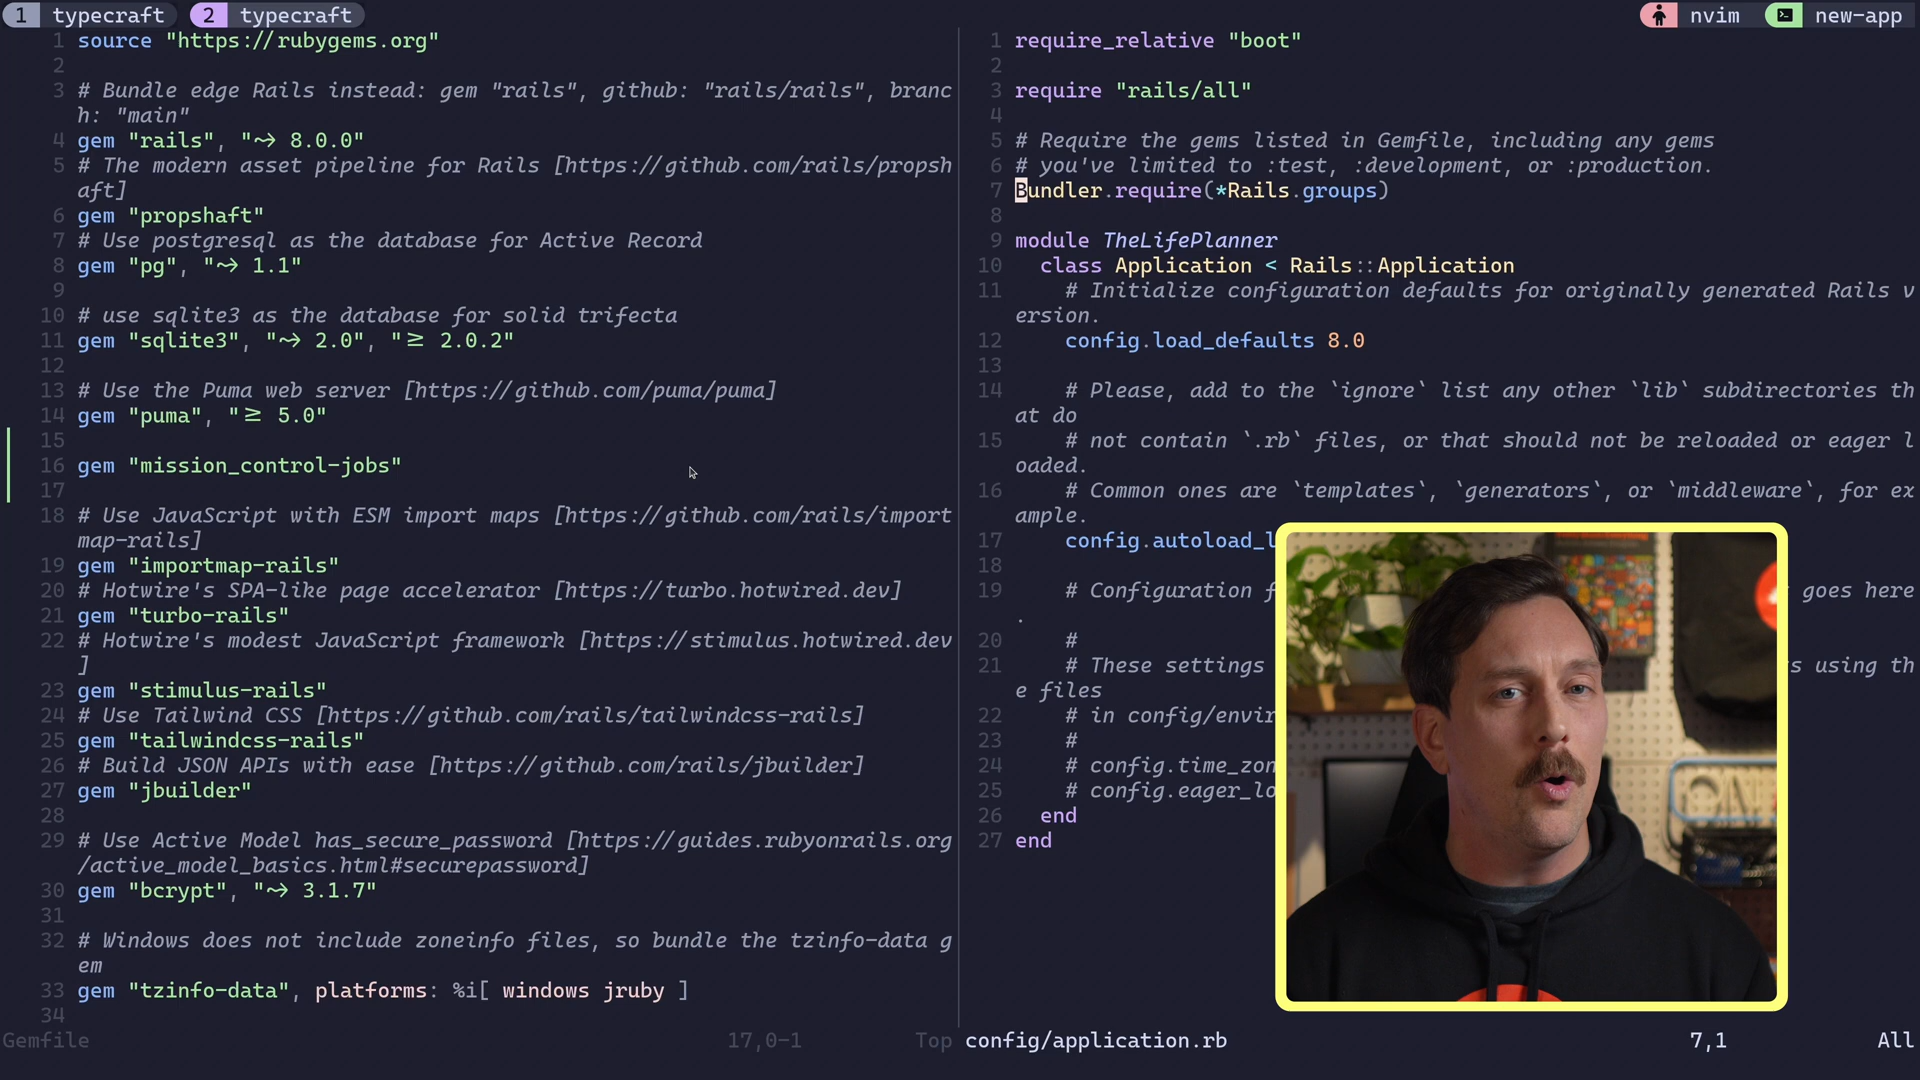 1 typecraft 2 typecraft nvim new-app
1 source "https://rubygems.org"
2
3 # Bundle edge Rails instead: gem "rails", github: "rails/rails", branc
h: "main"
4 gem "rails", "~> 8.0.0"
5 # The modern asset pipeline for Rails [https://github.com/rails/propsh
aft]
6 gem "propshaft"
7 # Use postgresql as the database for Active Record
8 gem "pg", "~> 1.1"
9
10 # use sqlite3 as the database for solid trifecta
11 gem "sqlite3", "~> 2.0", "≥ 2.0.2"
12
13 # Use the Puma web server [https://github.com/puma/puma]
14 gem "puma", "≥ 5.0"
15
16 gem "mission_control-jobs"
17
18 # Use JavaScript with ESM import maps [https://github.com/rails/import
map-rails]
19 gem "importmap-rails"
20 # Hotwire's SPA-like page accelerator [https://turbo.hotwired.dev]
21 gem "turbo-rails"
22 # Hotwire's modest JavaScript framework [https://stimulus.hotwired.dev
]
23 gem "stimulus-rails"
24 # Use Tailwind CSS [https://github.com/rails/tailwindcss-rails]
25 gem "tailwindcss-rails"
26 # Build JSON APIs with ease [https://github.com/rails/jbuilder]
27 gem "jbuilder"
28
29 # Use Active Model has_secure_password [https://guides.rubyonrails.org
/active_model_basics.html#securepassword]
30 gem "bcrypt", "~> 3.1.7"
31
32 # Windows does not include zoneinfo files, so bundle the tzinfo-data g
em
33 gem "tzinfo-data", platforms: %i[ windows jruby ]
34
Gemfile 17,0-1 Top
1 require_relative "boot"
2
3 require "rails/all"
4
5 # Require the gems listed in Gemfile, including any gems
6 # you've limited to :test, :development, or :production.
7 Bundler.require(*Rails.groups)
8
9 module TheLifePlanner
10 class Application < Rails::Application
11 # Initialize configuration defaults for originally generated Rails v
ersion.
12 config.load_defaults 8.0
13
14 # Please, add to the `ignore` list any other `lib` subdirectories th
at do
15 # not contain `.rb` files, or that should not be reloaded or eager l
oaded.
16 # Common ones are `templates`, `generators`, or `middleware`, for ex
ample.
17 config.autoload_l
18
19 # Configuration f goes here
.
20 #
21 # These settings s using th
e files
22 # in config/envir
23 #
24 # config.time_zon
25 # config.eager_lo
26 end
27 end
config/application.rb 7,1 All